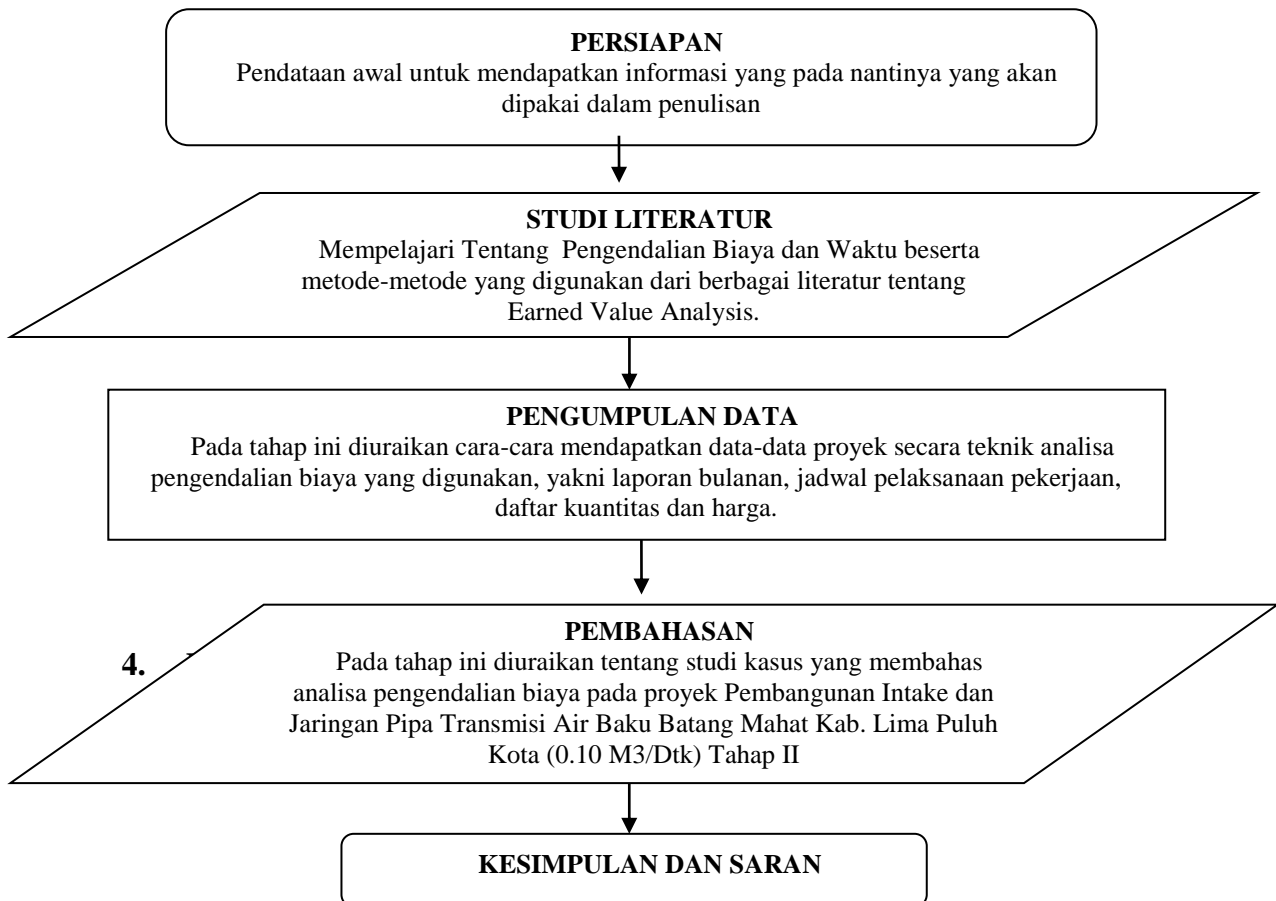 PERSIAPAN
Pendataan awal untuk mendapatkan informasi yang pada nantinya yang akan
dipakai dalam penulisan
STUDI LITERATUR
Mempelajari Tentang Pengendalian Biaya dan Waktu beserta
metode-metode yang digunakan dari berbagai literatur tentang
Earned Value Analysis.
PENGUMPULAN DATA
Pada tahap ini diuraikan cara-cara mendapatkan data-data proyek secara teknik analisa
pengendalian biaya yang digunakan, yakni laporan bulanan, jadwal pelaksanaan pekerjaan,
daftar kuantitas dan harga.
PEMBAHASAN
4.
Pada tahap ini diuraikan tentang studi kasus yang membahas
analisa pengendalian biaya pada proyek Pembangunan Intake dan
Jaringan Pipa Transmisi Air Baku Batang Mahat Kab. Lima Puluh
Kota (0.10 M3/Dtk) Tahap II
KESIMPULAN DAN SARAN